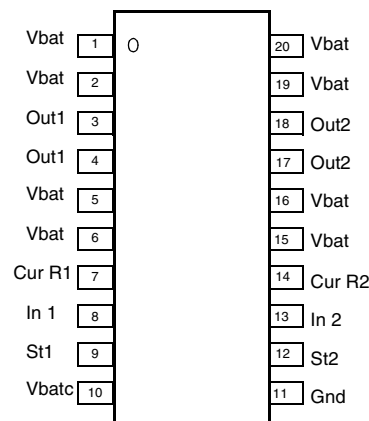 Vbat 1 20 Vbat
Vbat 2 19 Vbat
Out1 3 18 Out2
Out1 4 17 Out2
Vbat 5 16 Vbat
Vbat 6 15 Vbat
Cur R1 7 14 Cur R2
In 1 8 13 In 2
St1 9 12 St2
Vbatc 10 11 Gnd